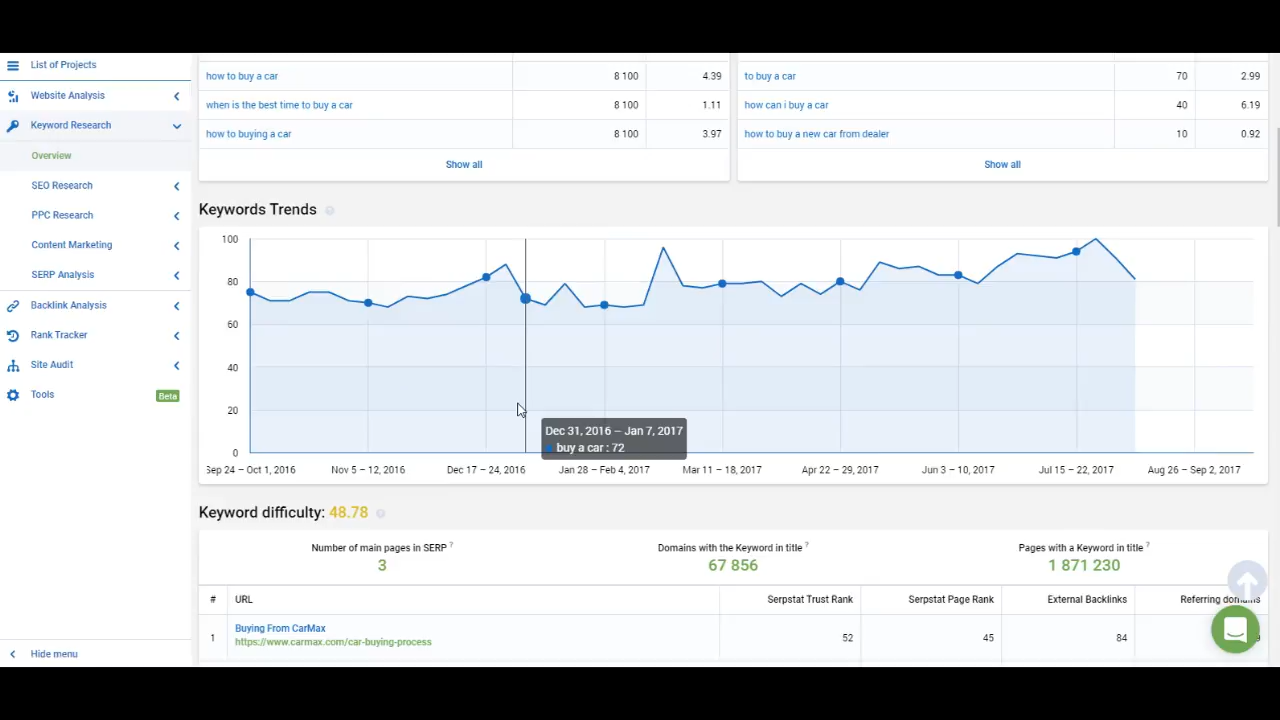 List of Projects
Website Analysis
Keyword Research
Overview
SEO Research
PPC Research
Content Marketing
SERP Analysis
Backlink Analysis
Rank Tracker
Site Audit
Tools Beta
Hide menu
how to buy a car 8 100 4.39
when is the best time to buy a car 8 100 1.11
how to buying a car 8 100 3.97
Show all
to buy a car 70 2.99
how can i buy a car 40 6.19
how to buy a new car from dealer 10 0.92
Show all
Keywords Trends
100
80
60
40
20
0
Dec 31, 2016 – Jan 7, 2017
buy a car : 72
Sep 24 – Oct 1, 2016 Nov 5 – 12, 2016 Dec 17 – 24, 2016 Jan 28 – Feb 4, 2017 Mar 11 – 18, 2017 Apr 22 – 29, 2017 Jun 3 – 10, 2017 Jul 15 – 22, 2017 Aug 26 – Sep 2, 2017
Keyword difficulty: 48.78
Number of main pages in SERP ? Domains with the Keyword in title ? Pages with a Keyword in title ?
3 67 856 1 871 230
# URL Serpstat Trust Rank Serpstat Page Rank External Backlinks Referring domains
1 Buying From CarMax 52 45 84
https://www.carmax.com/car-buying-process